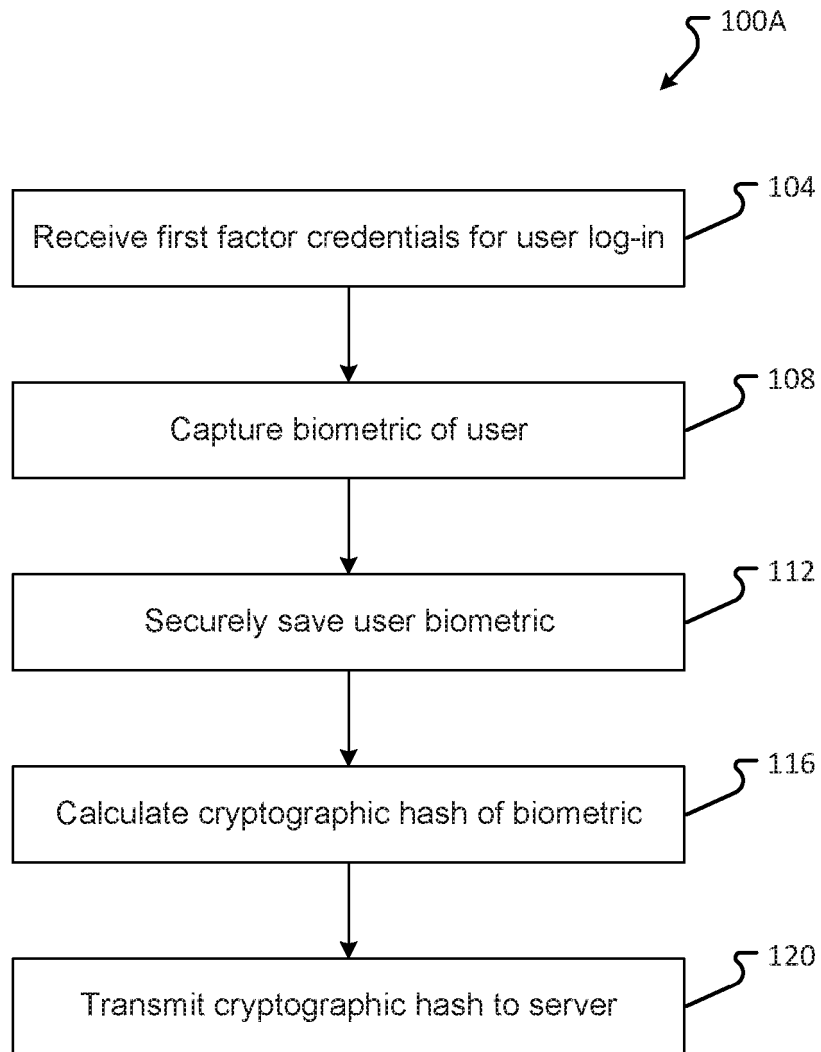 100A
104
Receive first factor credentials for user log-in
108
Capture biometric of user
112
Securely save user biometric
116
Calculate cryptographic hash of biometric
120
Transmit cryptographic hash to server